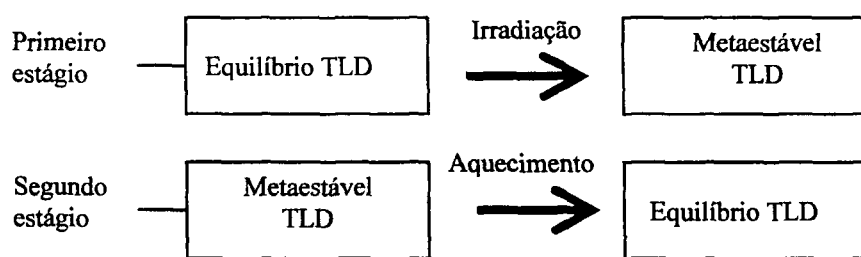 Primeiro
estágio
Equilíbrio TLD
Irradiação
Metaestável
TLD
Segundo
estágio
Metaestável
TLD
Aquecimento
Equilíbrio TLD